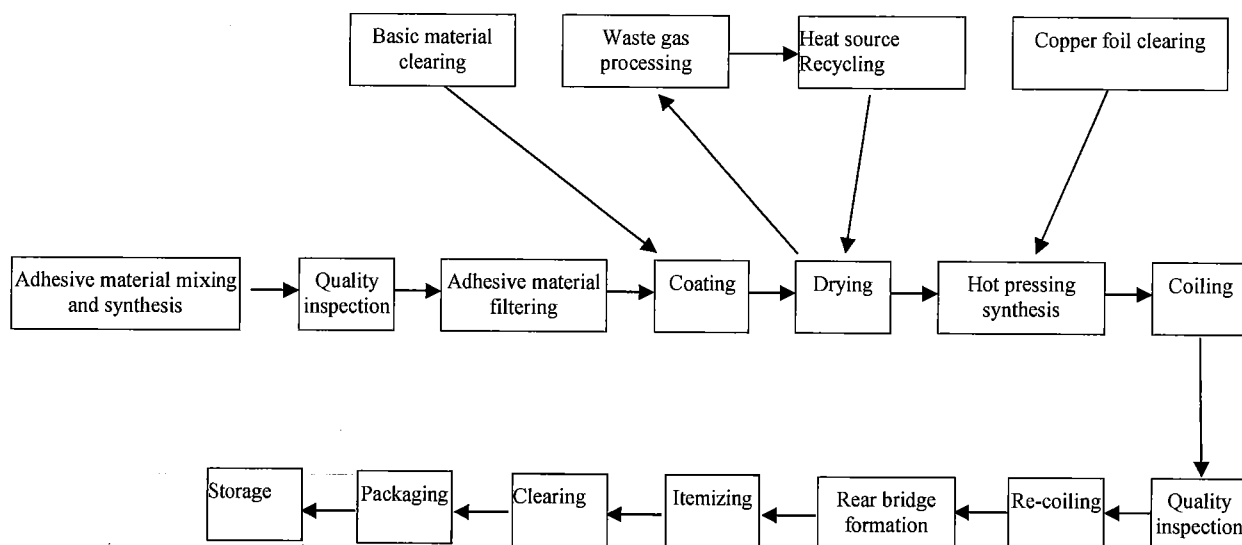 Basic material
clearing
Waste gas
processing
Heat source
Recycling
Copper foil clearing
Adhesive material mixing
and synthesis
Quality
inspection
Adhesive material
filtering
Coating
Drying
Hot pressing
synthesis
Coiling
Storage
Packaging
Clearing
Itemizing
Rear bridge
formation
Re-coiling
Quality
inspection